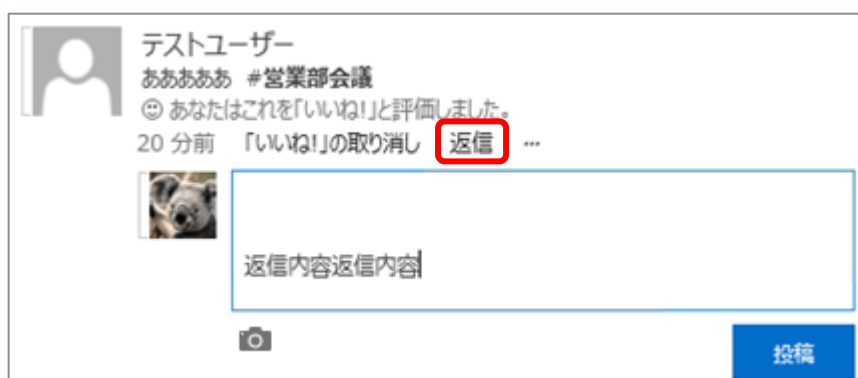 テストユーザー
あああああ #営業部会議
☺ あなたはこれを「いいね!」と評価しました。
20 分前 「いいね!」の取り消し 返信 …
返信内容返信内容
投稿